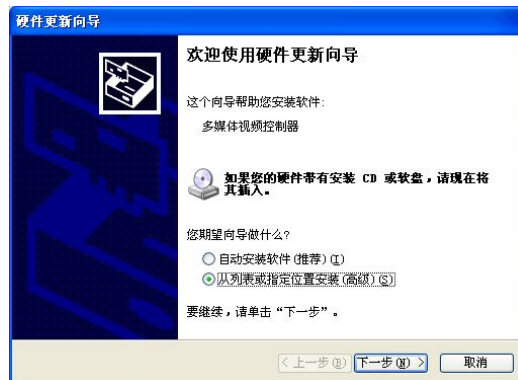 硬件更新向导
欢迎使用硬件更新向导
这个向导帮助您安装软件:
多媒体视频控制器
如果您的硬件带有安装 CD 或软盘，请现在将
其插入。
您期望向导做什么?
自动安装软件(推荐)(I)
从列表或指定位置安装(高级)(S)
要继续，请单击“下一步”。
<上一步(B) 下一步(N) > 取消